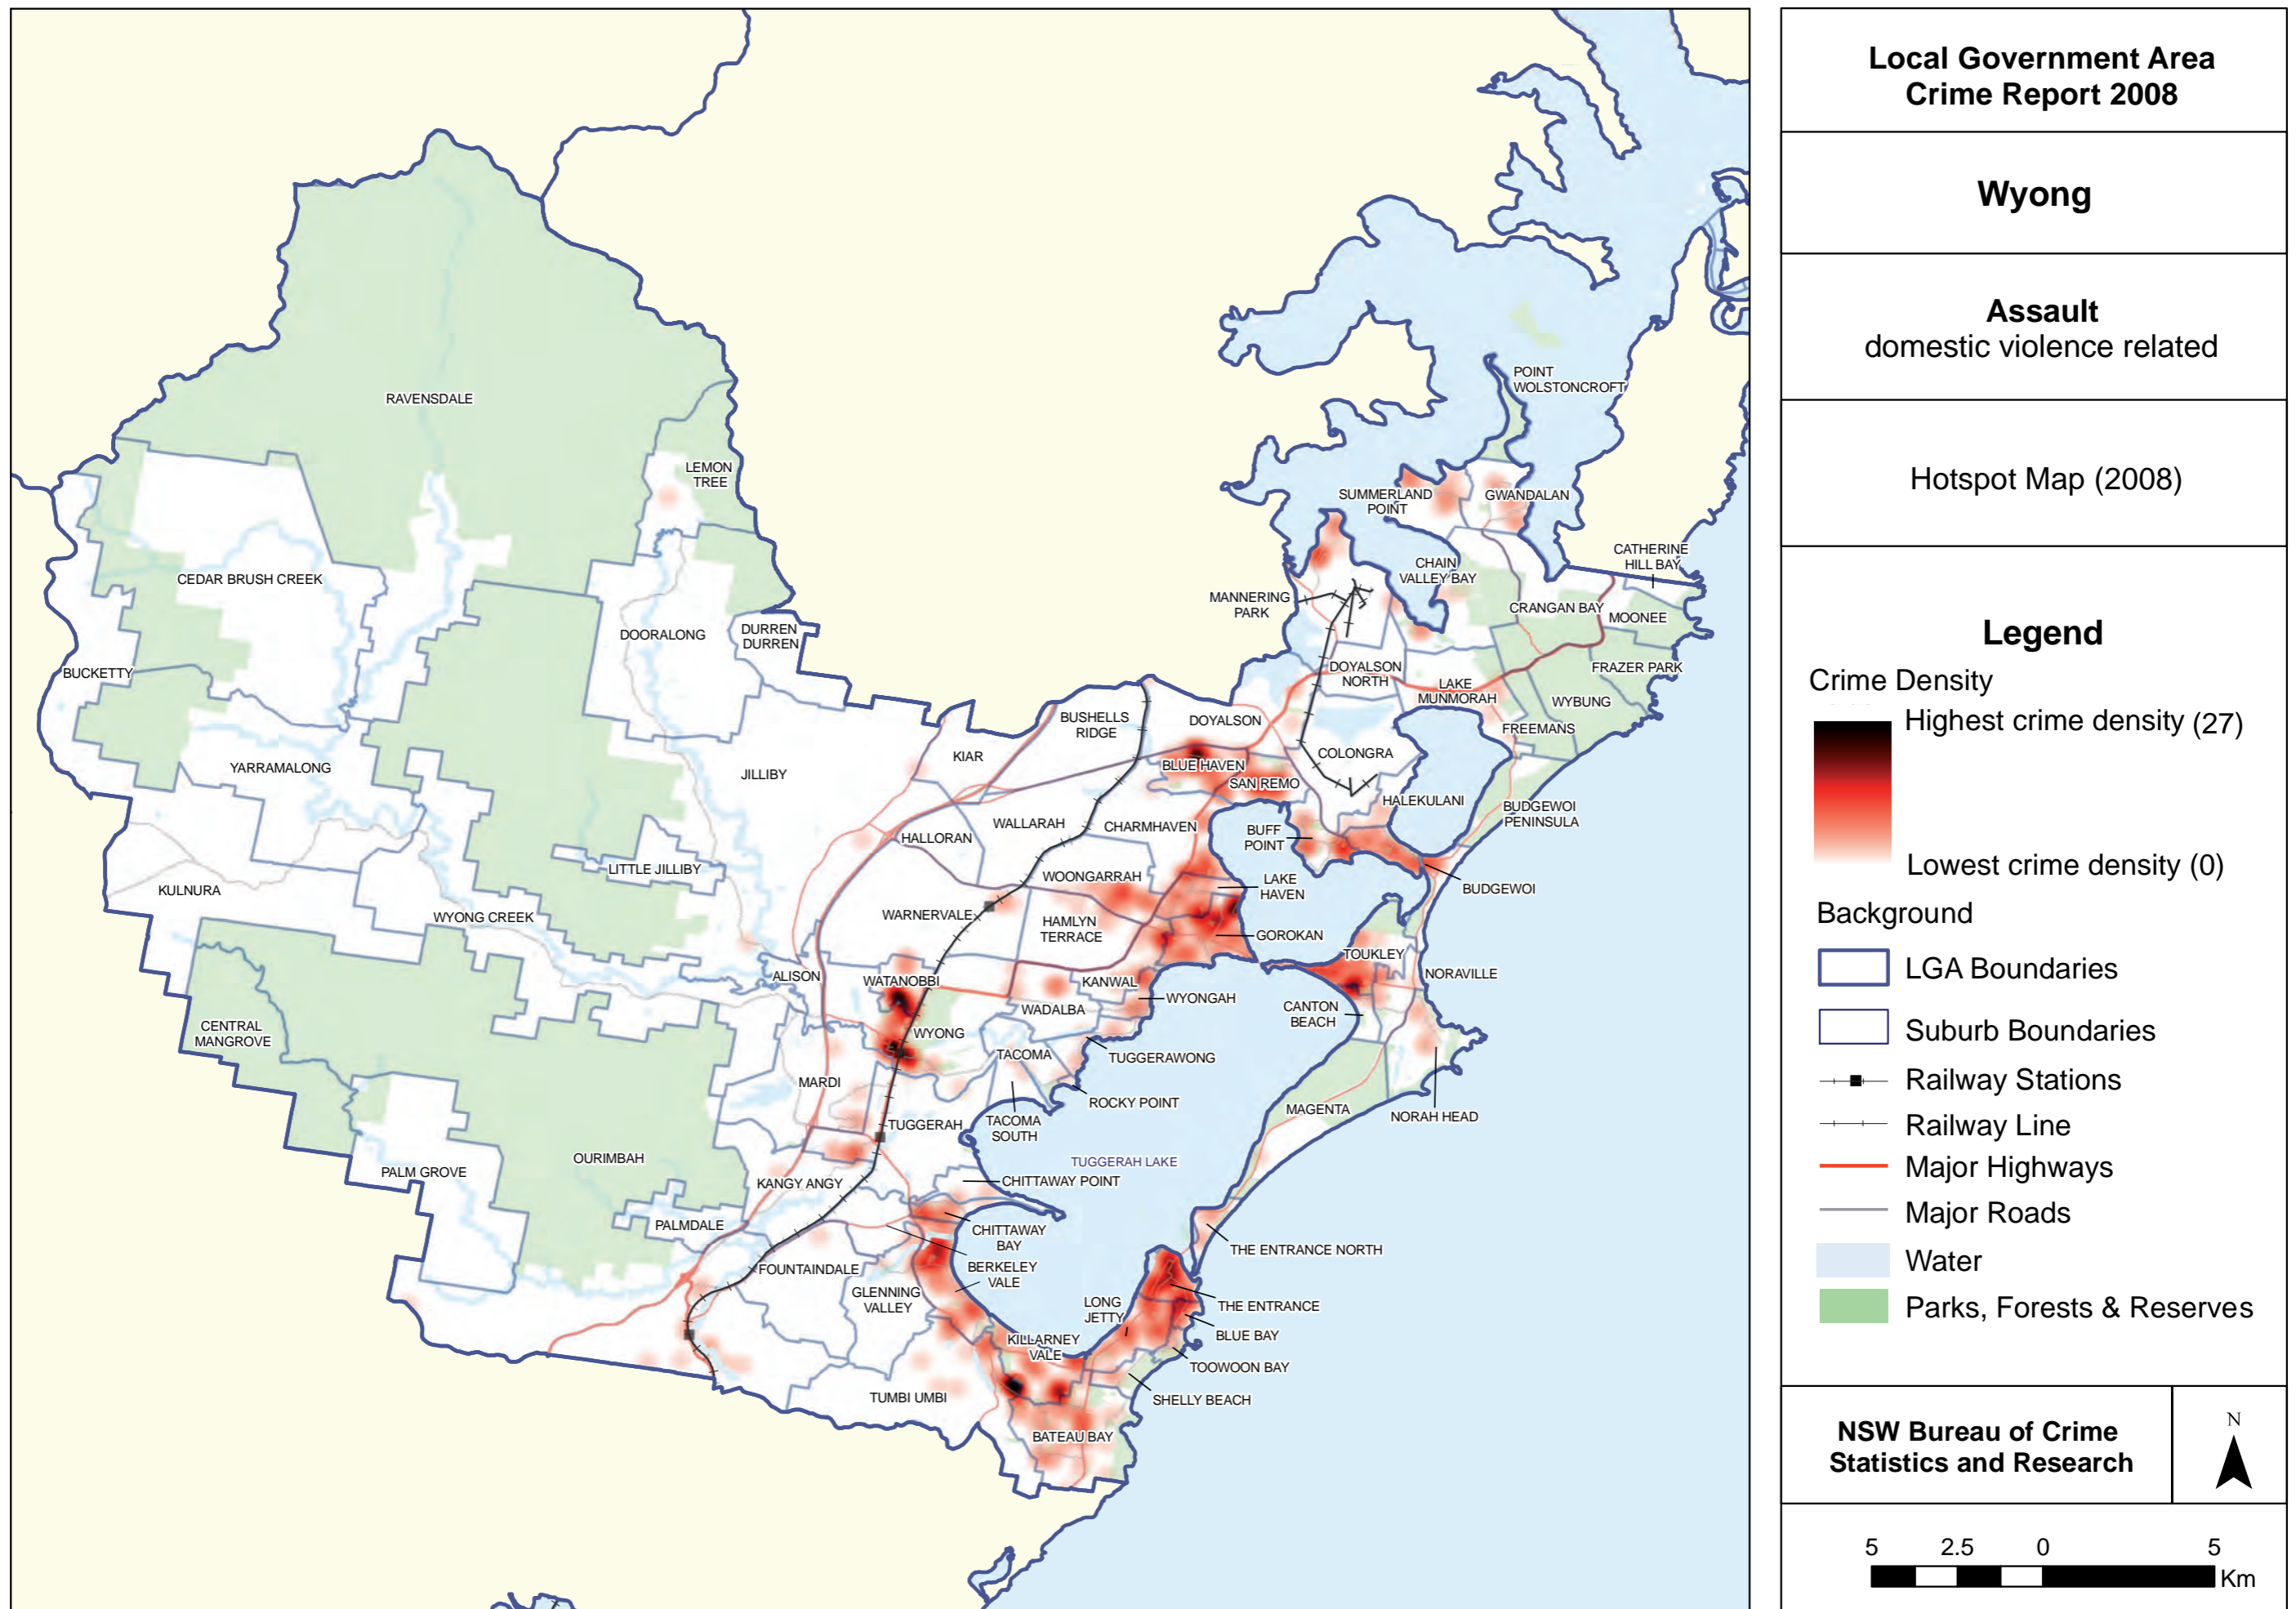 Local Government Area
Crime Report 2008
Wyong
Assault
domestic violence related
Hotspot Map (2008)
Legend
Crime Density
Highest crime density (27)
Lowest crime density (0)
Background
LGA Boundaries
Suburb Boundaries
Railway Stations
Railway Line
Major Highways
Major Roads
Water
Parks, Forests & Reserves
NSW Bureau of Crime
Statistics and Research
N
5 2.5 0 5
Km
RAVENSDALE
LEMON
TREE
CEDAR BRUSH CREEK
DOORALONG
DURREN
DURREN
BUCKETTY
YARRAMALONG
JILLIBY
KIAR
BUSHELLS
RIDGE
DOYALSON
BLUE HAVEN
SAN REMO
COLONGRA
HALEKULANI
POINT
WOLSTONCROFT
SUMMERLAND
POINT
GWANDALAN
CATHERINE
HILL BAY
CHAIN
VALLEY BAY
MANNERING
PARK
CRANGAN BAY
MOONEE
FRAZER PARK
DOYALSON
NORTH
LAKE
MUNMORAH
WYBUNG
FREEMANS
BUDGEWOI
PENINSULA
BUFF
POINT
BUDGEWOI
HALLORAN
WALLARAH
CHARMHAVEN
LITTLE JILLIBY
KULNURA
WYONG CREEK
WOONGARRAH
LAKE
HAVEN
WARNERVALE
HAMLYN
TERRACE
GOROKAN
TOUKLEY
NORAVILLE
ALISON
WATANOBBI
KANWAL
WYONGAH
WADALBA
CANTON
BEACH
CENTRAL
MANGROVE
WYONG
TACOMA
TUGGERAWONG
MARDI
ROCKY POINT
MAGENTA
NORAH HEAD
TUGGERAH
TACOMA
SOUTH
OURIMBAH
PALM GROVE
TUGGERAH LAKE
KANGY ANGY
CHITTAWAY POINT
PALMDALE
CHITTAWAY
BAY
THE ENTRANCE NORTH
FOUNTAINDALE
BERKELEY
VALE
GLENNING
VALLEY
LONG
JETTY
THE ENTRANCE
BLUE BAY
KILLARNEY
VALE
TOOWOON BAY
TUMBI UMBI
SHELLY BEACH
BATEAU BAY